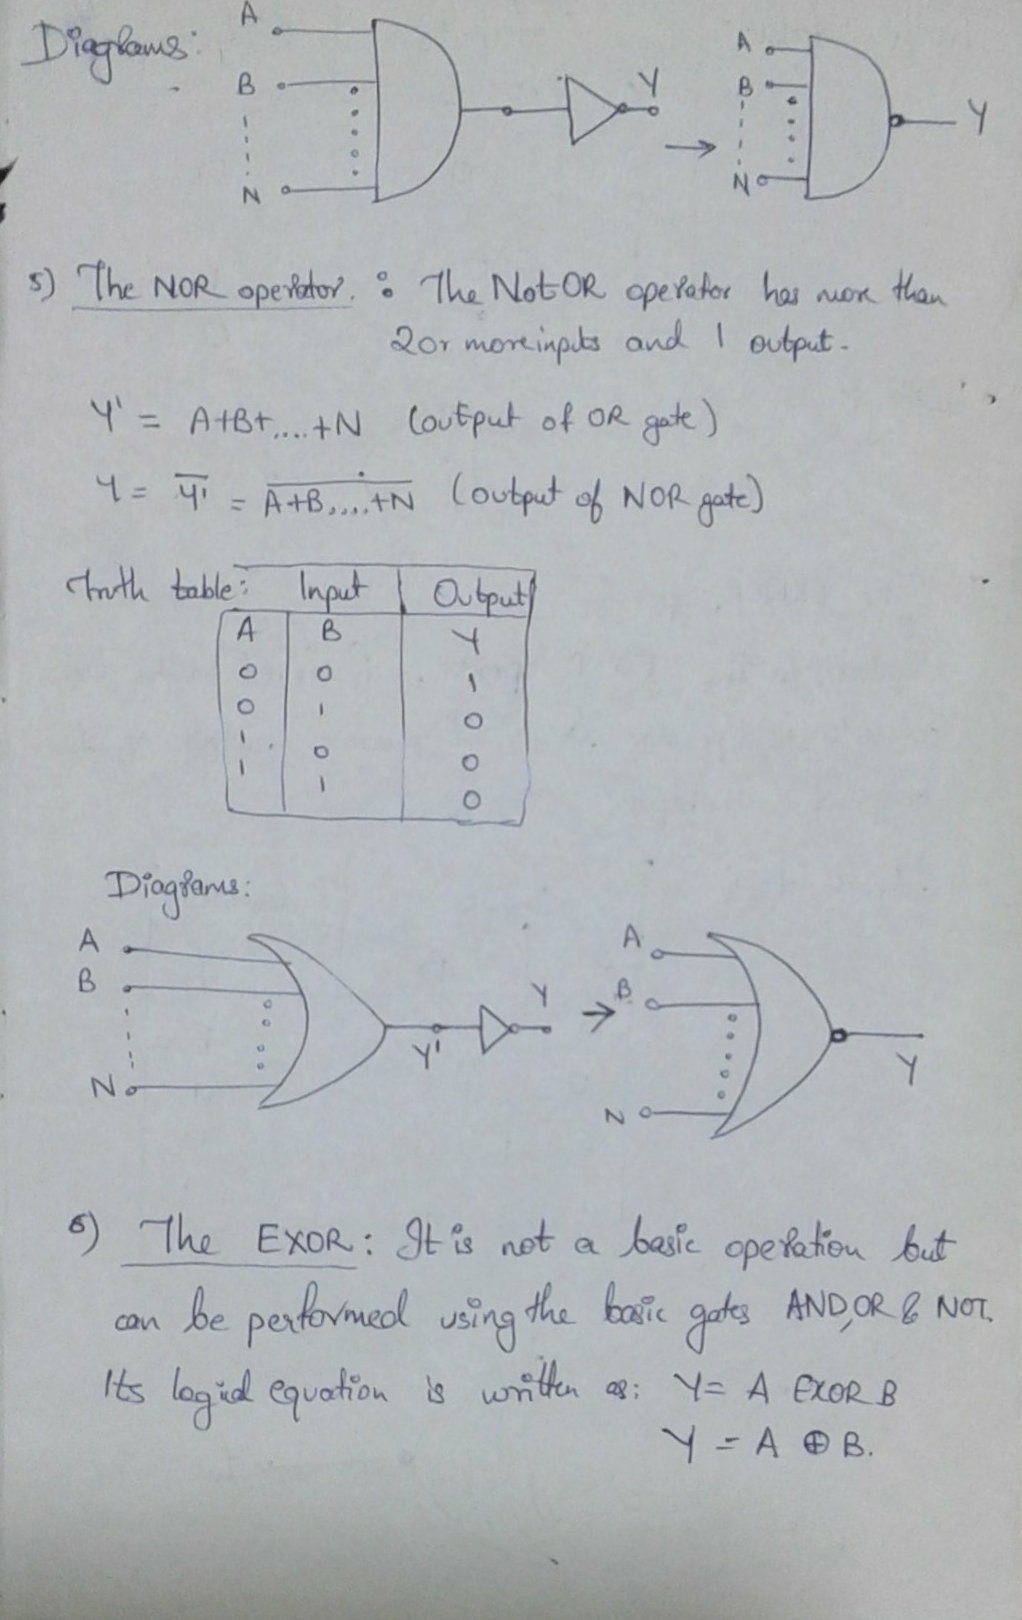 Diagrams:
A
B
N
Y
A
B
N
Y
5) The NOR operator. : The Not OR operator has more than
2 or more inputs and 1 output.
Y' = A+B+....+N (output of OR gate)
Y = Y̅'̅ = A̅+̅B̅.̅.̅.̅.̅+̅N̅ (output of NOR gate)
Truth table: Input Output
A B Y
0 0 1
0 1 0
1 0 0
1 1 0
Diagrams:
A
B
N
Y'
Y
A
B
N
Y
6) The EXOR: It is not a basic operation but
can be performed using the basic gates AND, OR & NOT.
Its logical equation is written as: Y = A EXOR B
Y = A ⊕ B.